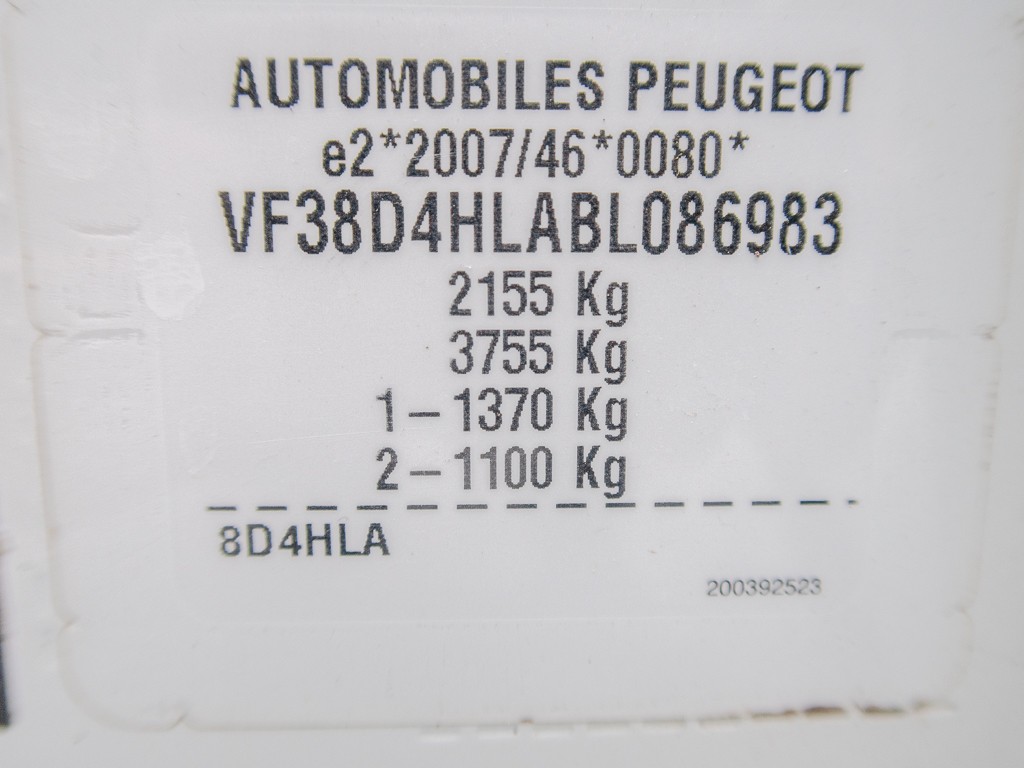 AUTOMOBILES PEUGEOT
e2*2007/46*0080*
VF38D4HLABL086983
2155 Kg
3755 Kg
1-1370 Kg
2-1100 Kg
8D4HLA
200392523